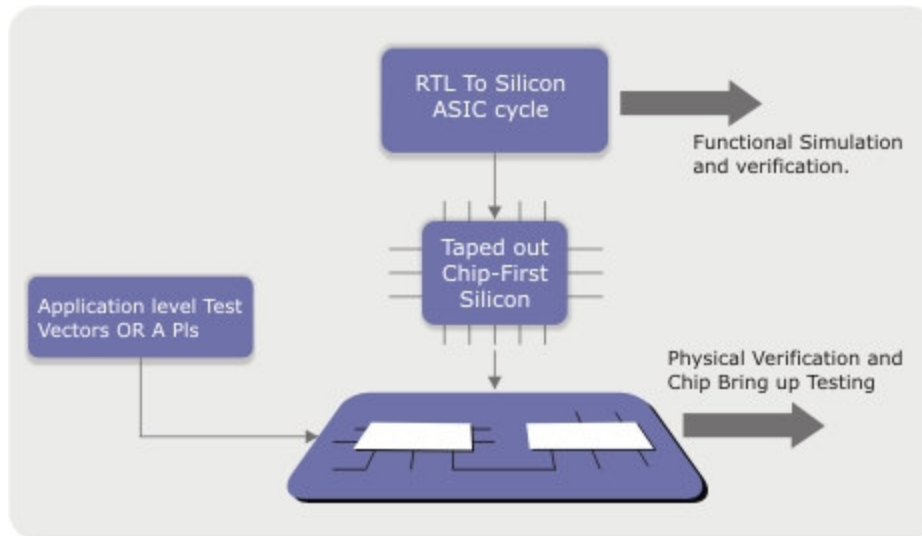 RTL To Silicon
ASIC cycle
Functional Simulation
and verification.
Taped out
Chip-First
Silicon
Application level Test
Vectors OR A PIs
Physical Verification and
Chip Bring up Testing